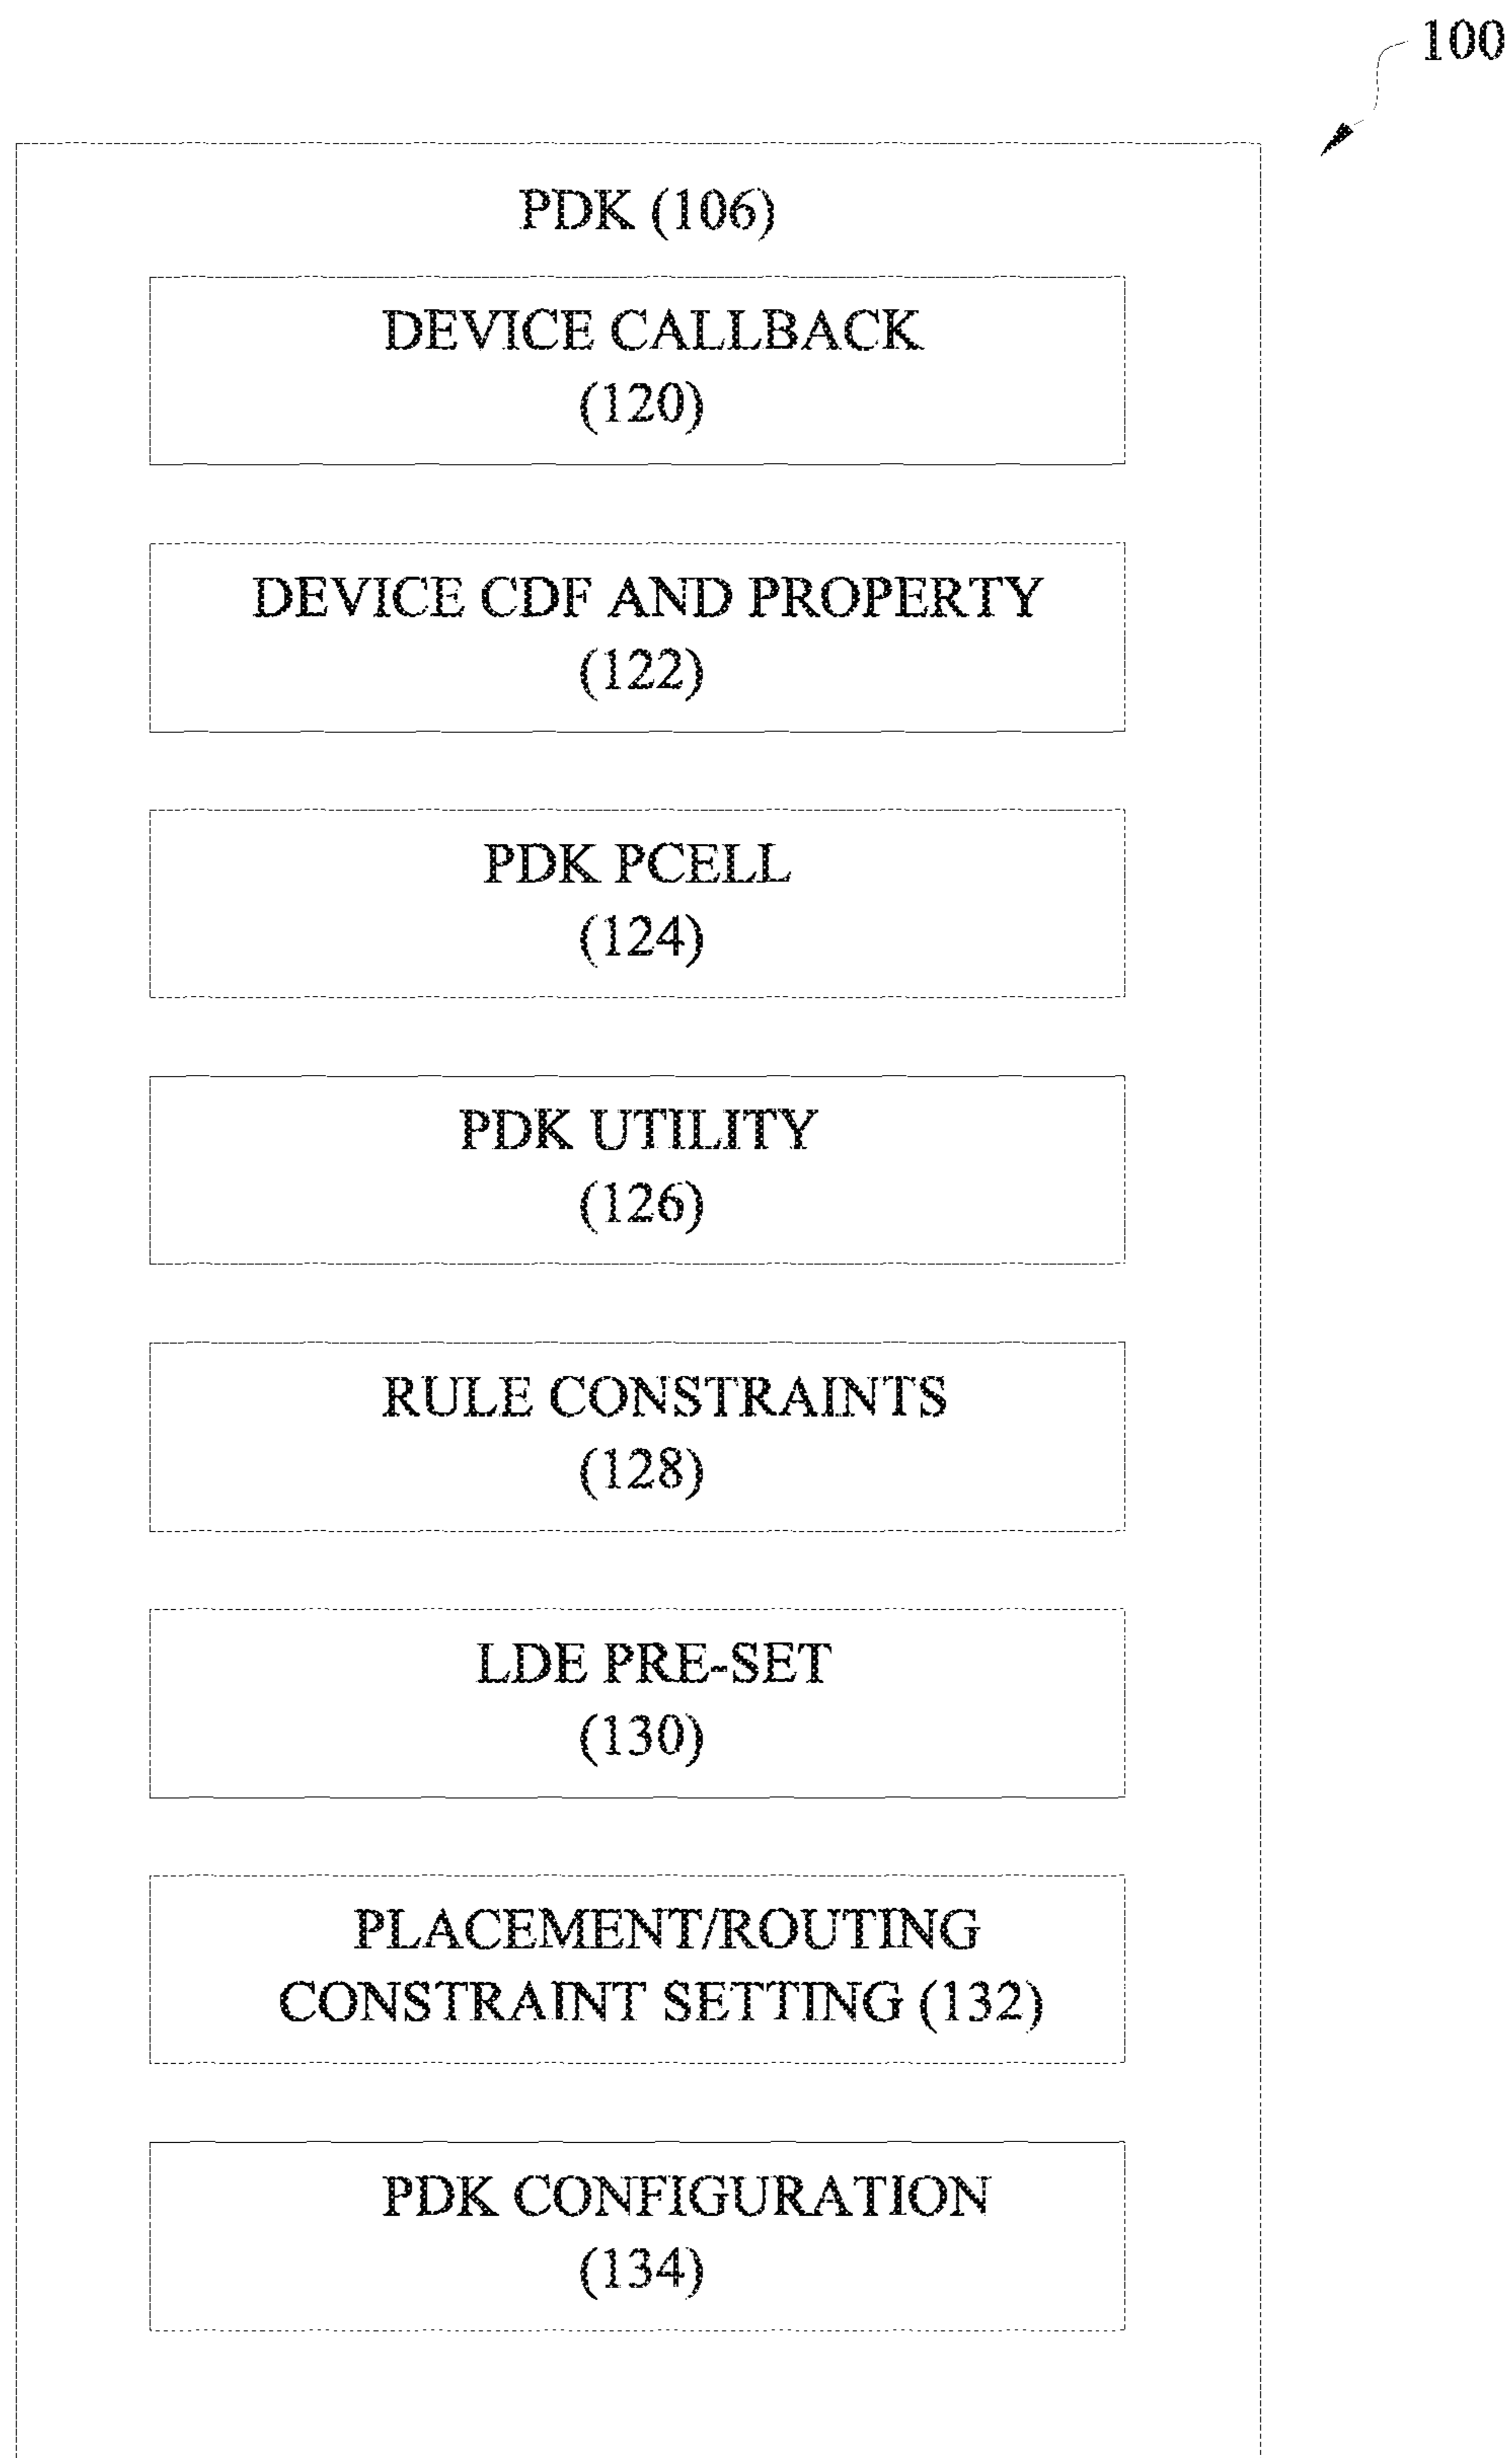 100
PDK (106)
DEVICE CALLBACK
(120)
DEVICE CDF AND PROPERTY
(122)
PDK PCELL
(124)
PDK UTILITY
(126)
RULE CONSTRAINTS
(128)
LDE PRE-SET
(130)
PLACEMENT/ROUTING
CONSTRAINT SETTING (132)
PDK CONFIGURATION
(134)